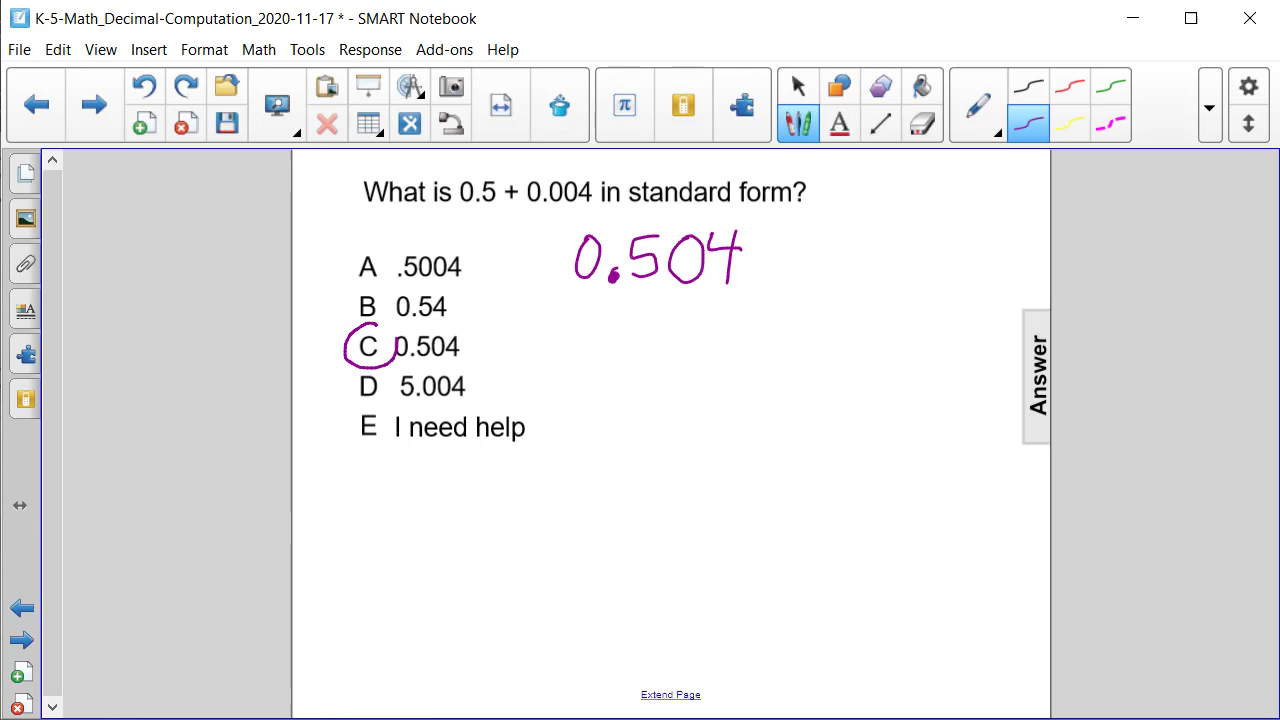 K-5-Math_Decimal-Computation_2020-11-17 * - SMART Notebook
File Edit View Insert Format Math Tools Response Add-ons Help
What is 0.5 + 0.004 in standard form?
0.504
A .5004
B 0.54
C 0.504
D 5.004
E I need help
Answer
Extend Page